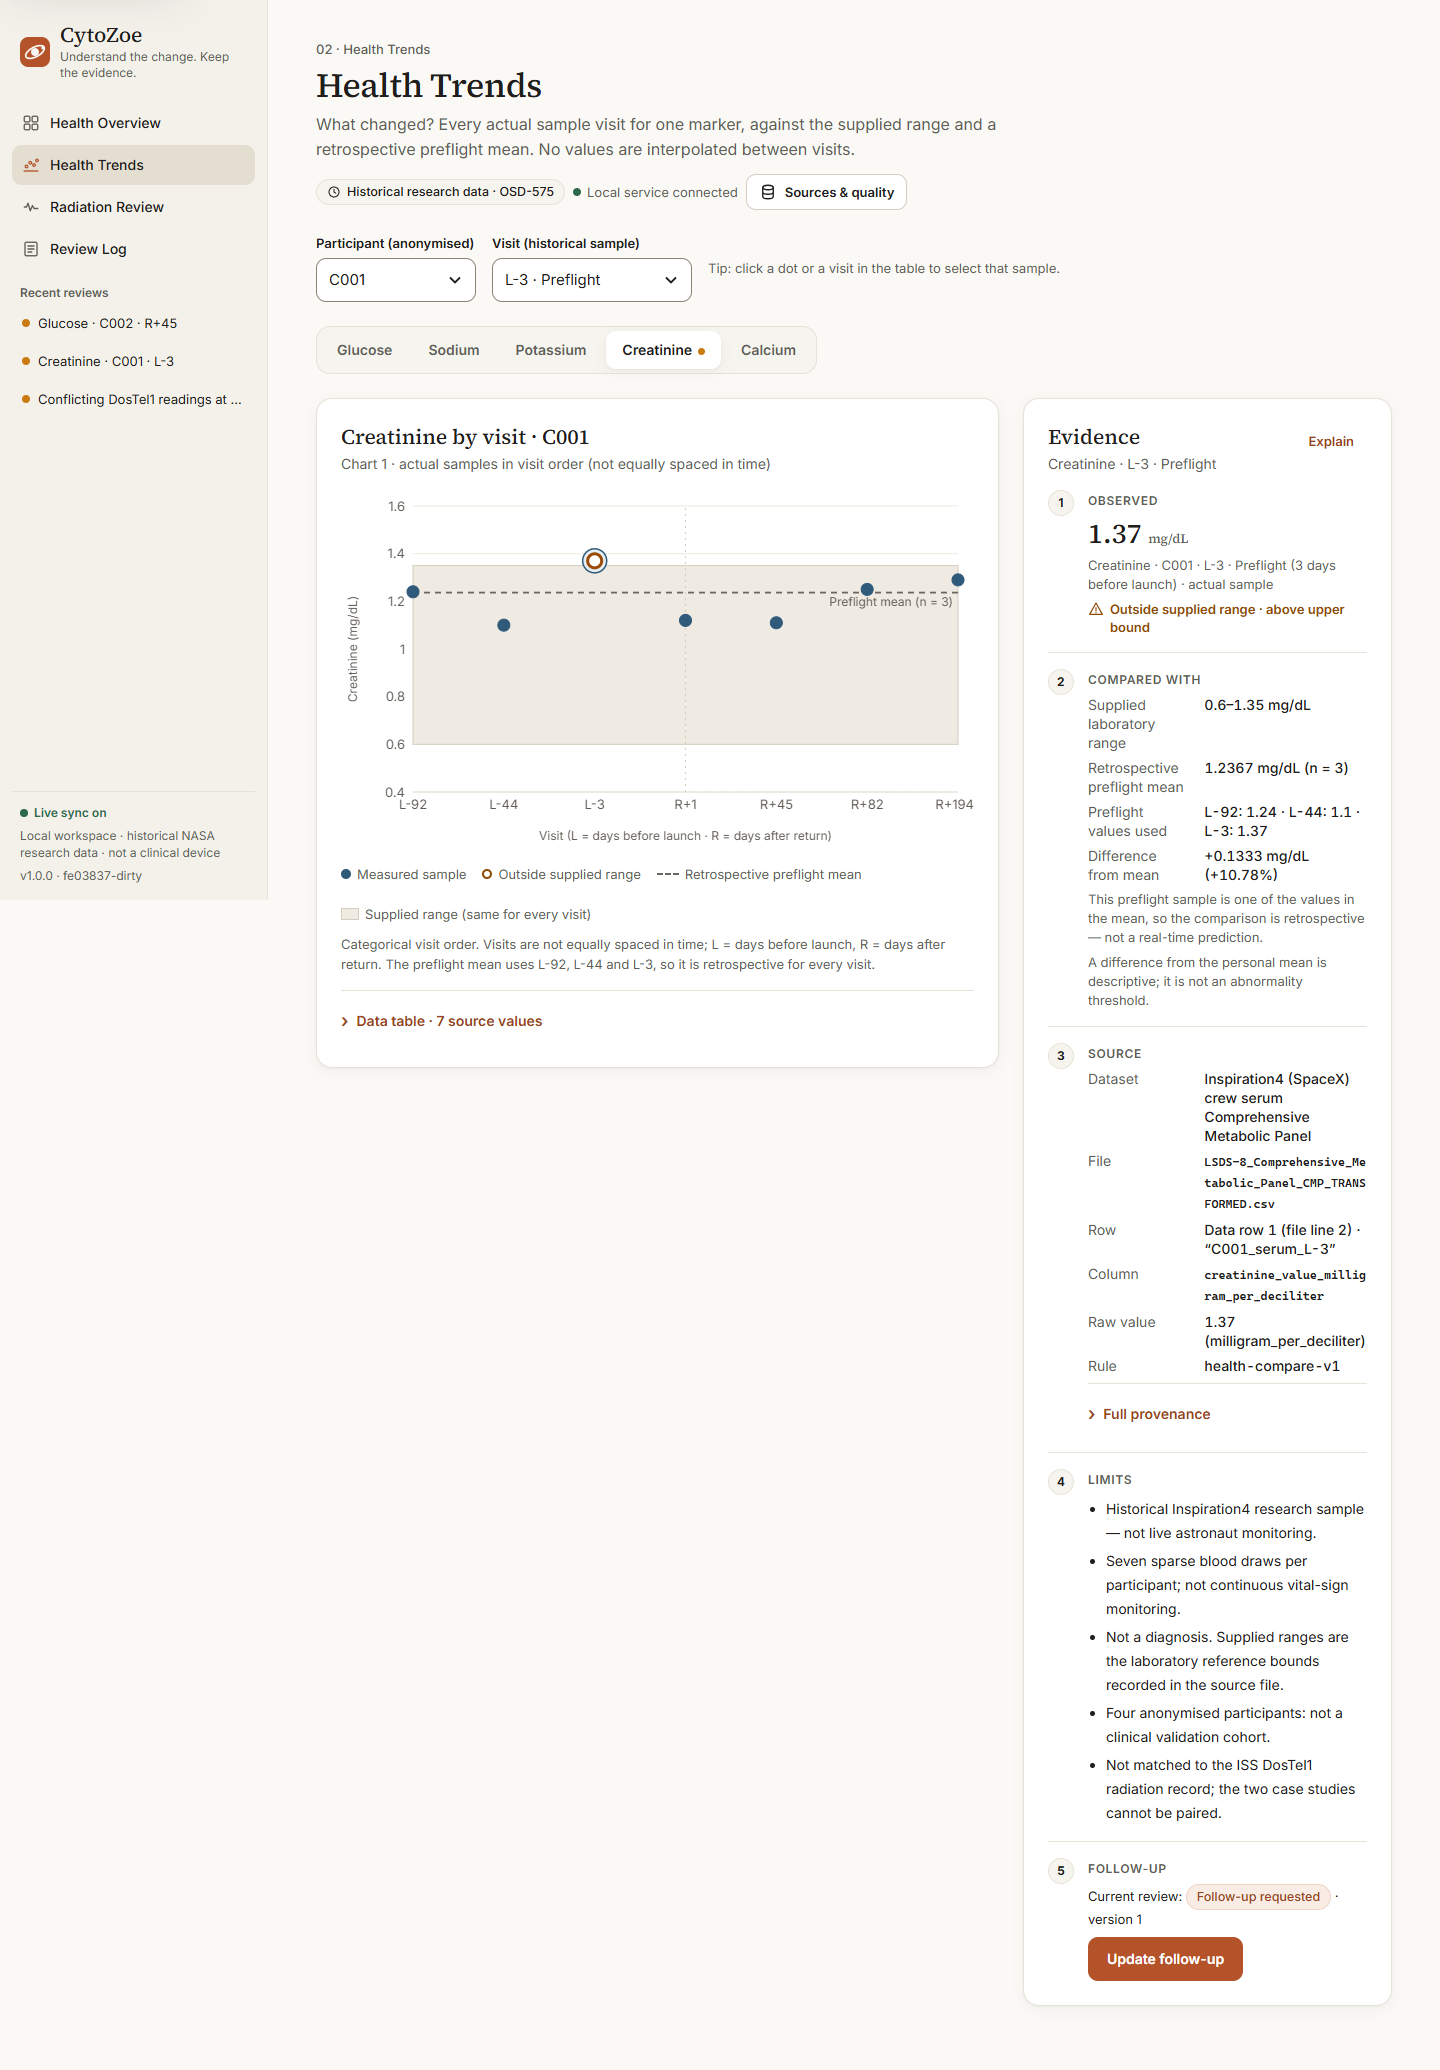 CytoZoe
Understand the change. Keep
the evidence.
Health Overview
Health Trends
Radiation Review
Review Log
Recent reviews
Glucose · C002 · R+45
Creatinine · C001 · L-3
Conflicting DosTel1 readings at ...
Live sync on
Local workspace · historical NASA
research data · not a clinical device
v1.0.0 · fe03837-dirty
02 · Health Trends
Health Trends
What changed? Every actual sample visit for one marker, against the supplied range and a
retrospective preflight mean. No values are interpolated between visits.
Historical research data · OSD-575
Local service connected
Sources & quality
Participant (anonymised)
Visit (historical sample)
C001
L-3 · Preflight
Tip: click a dot or a visit in the table to select that sample.
Glucose
Sodium
Potassium
Creatinine
Calcium
Creatinine by visit · C001
Chart 1 · actual samples in visit order (not equally spaced in time)
1.6
1.4
1.2
1
0.8
0.6
0.4
Creatinine (mg/dL)
Preflight mean (n = 3)
L-92
L-44
L-3
R+1
R+45
R+82
R+194
Visit (L = days before launch · R = days after return)
Measured sample
Outside supplied range
Retrospective preflight mean
Supplied range (same for every visit)
Categorical visit order. Visits are not equally spaced in time; L = days before launch, R = days after
return. The preflight mean uses L-92, L-44 and L-3, so it is retrospective for every visit.
Data table · 7 source values
Evidence
Explain
Creatinine · L-3 · Preflight
1
OBSERVED
1.37 mg/dL
Creatinine · C001 · L-3 · Preflight (3 days
before launch) · actual sample
Outside supplied range · above upper
bound
2
COMPARED WITH
Supplied
laboratory
range
0.6–1.35 mg/dL
Retrospective
preflight mean
1.2367 mg/dL (n = 3)
Preflight
values used
L-92: 1.24 · L-44: 1.1 ·
L-3: 1.37
Difference
from mean
+0.1333 mg/dL
(+10.78%)
This preflight sample is one of the values in
the mean, so the comparison is retrospective
— not a real-time prediction.
A difference from the personal mean is
descriptive; it is not an abnormality
threshold.
3
SOURCE
Dataset
Inspiration4 (SpaceX)
crew serum
Comprehensive
Metabolic Panel
File
LSDS-8_Comprehensive_Me
tabolic_Panel_CMP_TRANS
FORMED.csv
Row
Data row 1 (file line 2) ·
“C001_serum_L-3”
Column
creatinine_value_millig
ram_per_deciliter
Raw value
1.37
(milligram_per_deciliter)
Rule
health-compare-v1
Full provenance
4
LIMITS
• Historical Inspiration4 research sample
— not live astronaut monitoring.
• Seven sparse blood draws per
participant; not continuous vital-sign
monitoring.
• Not a diagnosis. Supplied ranges are
the laboratory reference bounds
recorded in the source file.
• Four anonymised participants: not a
clinical validation cohort.
• Not matched to the ISS DosTel1
radiation record; the two case studies
cannot be paired.
5
FOLLOW-UP
Current review: Follow-up requested ·
version 1
Update follow-up